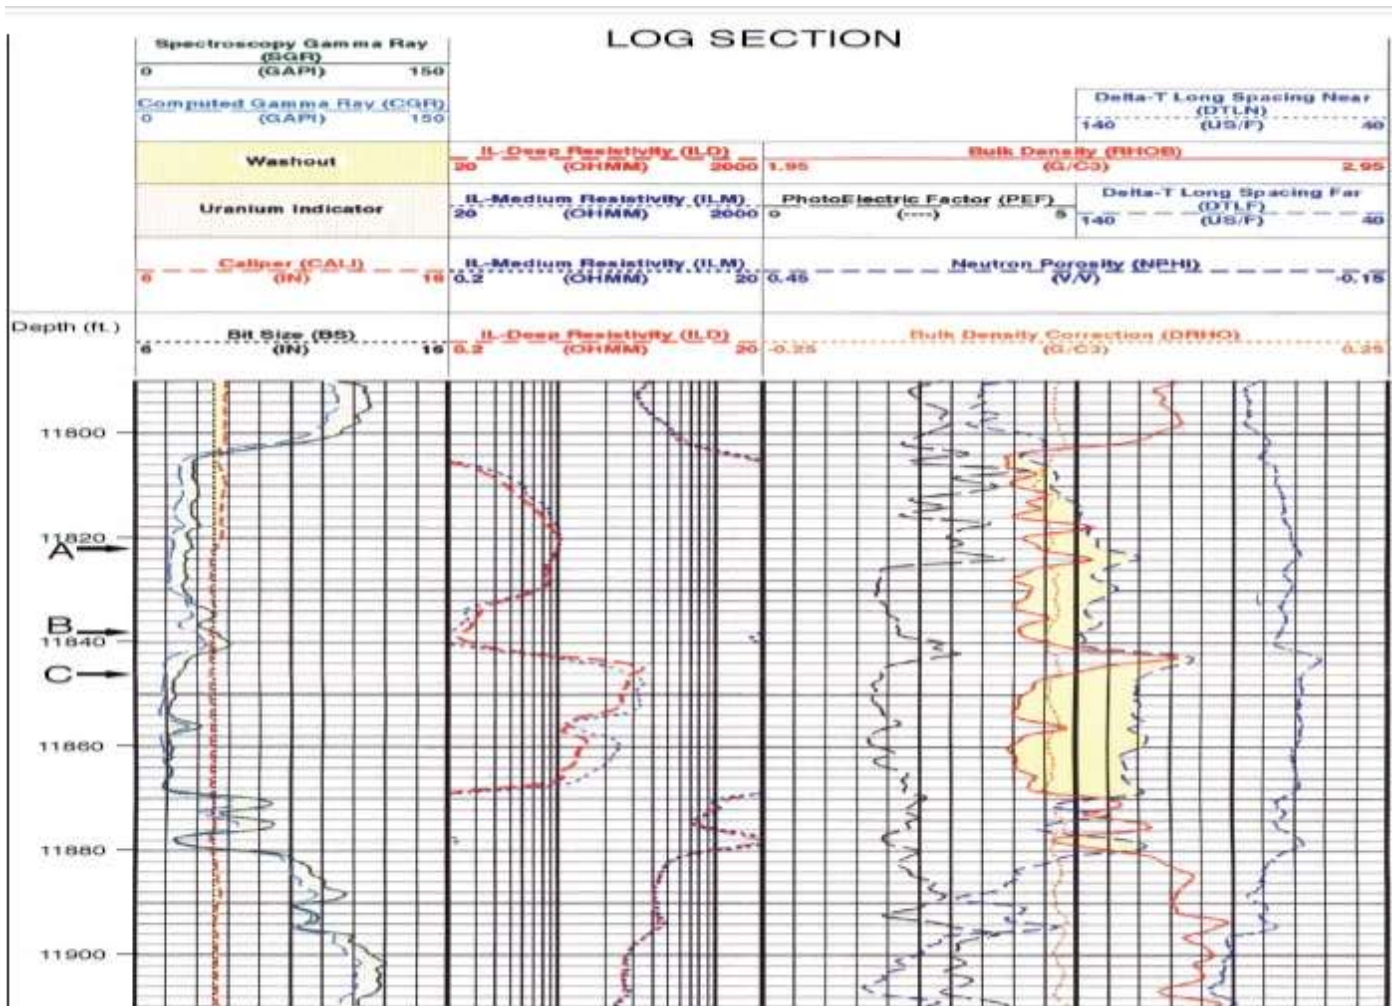 LOG SECTION
Spectroscopy Gamma Ray
(SGR)
0 (GAPI) 150
Computed Gamma Ray (CGR)
0 (GAPI) 150
Delta-T Long Spacing Near
(DTLN)
140 (US/F) 40
Washout
IL-Deep Resistivity (ILD)
20 (OHMM) 2000
Bulk Density (RHOB)
1.95 (G/C3) 2.95
Uranium Indicator
IL-Medium Resistivity (ILM)
20 (OHMM) 2000
PhotoElectric Factor (PEF)
0 (----) 5
Delta-T Long Spacing Far
(DTLF)
140 (US/F) 40
Caliper (CALI)
6 (IN) 16
IL-Medium Resistivity (ILM)
0.2 (OHMM) 20
Neutron Porosity (NPHI)
0.45 (V/V) -0.15
Depth (ft.)
Bit Size (BS)
6 (IN) 16
IL-Deep Resistivity (ILD)
0.2 (OHMM) 20
Bulk Density Correction (DRHO)
-0.25 (G/C3) 0.25
11800
11820
A
B
11840
C
11860
11880
11900